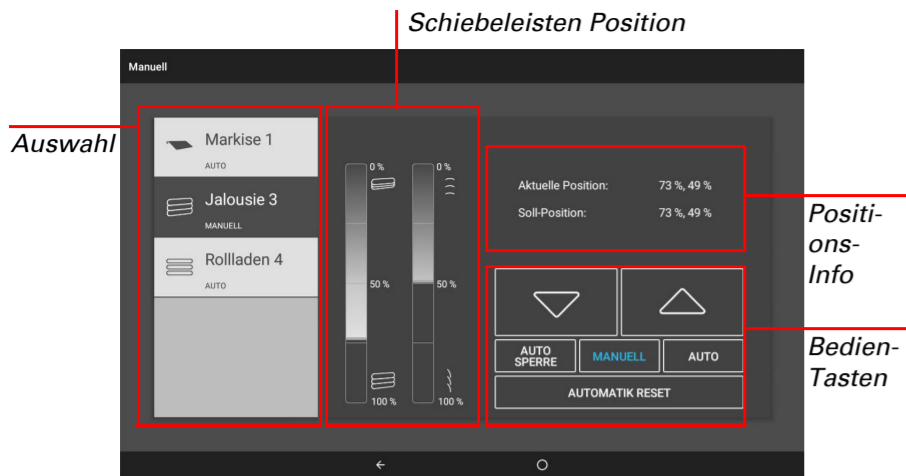 Schiebeleisten Position
Manuell
Auswahl
Markise 1
AUTO
Jalousie 3
MANUELL
Rollladen 4
AUTO
0 %
0 %
50 %
50 %
100 %
100 %
Aktuelle Position: 73 %, 49 %
Soll-Position: 73 %, 49 %
Positi-
ons-
Info
AUTO
SPERRE
MANUELL
AUTO
AUTOMATIK RESET
Bedien-
Tasten